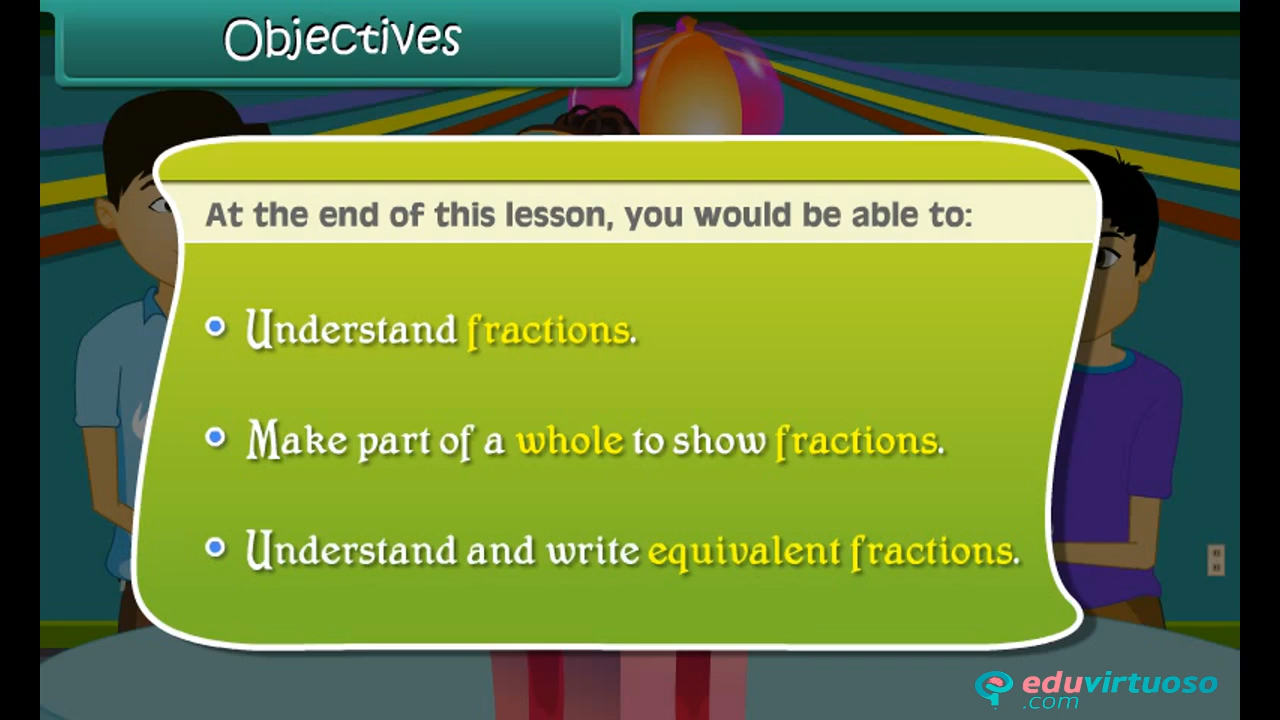 Objectives
At the end of this lesson, you would be able to:
Understand fractions.
Make part of a whole to show fractions.
Understand and write equivalent fractions.
eduvirtuoso
.com